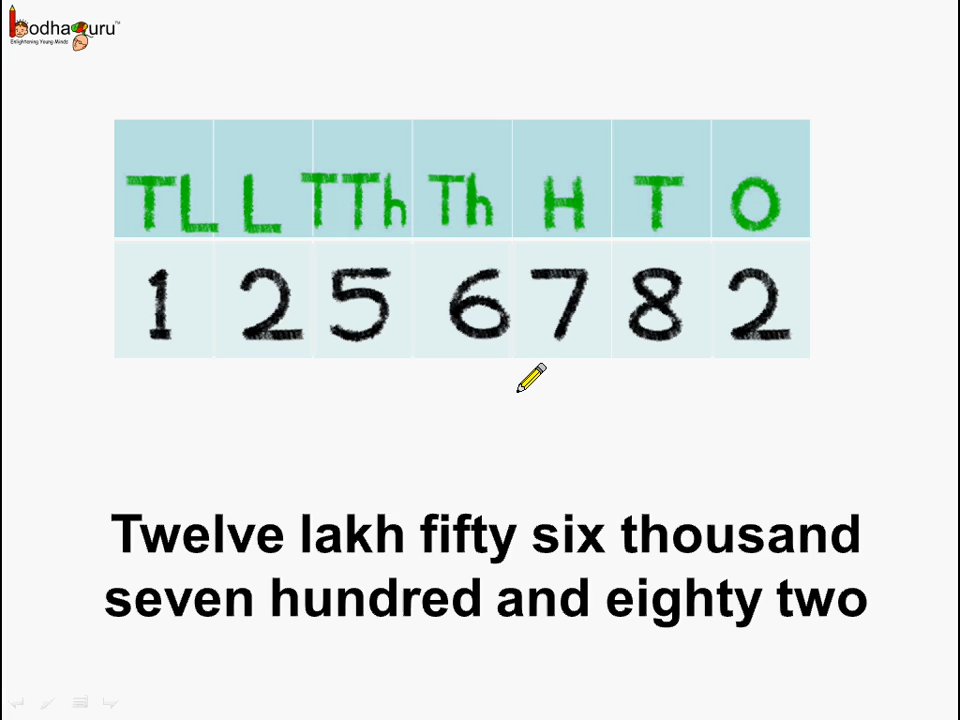 BodhaGuru™
Enlightening Young Minds
TL L TTh Th H T O
1 2 5 6 7 8 2
Twelve lakh fifty six thousand
seven hundred and eighty two